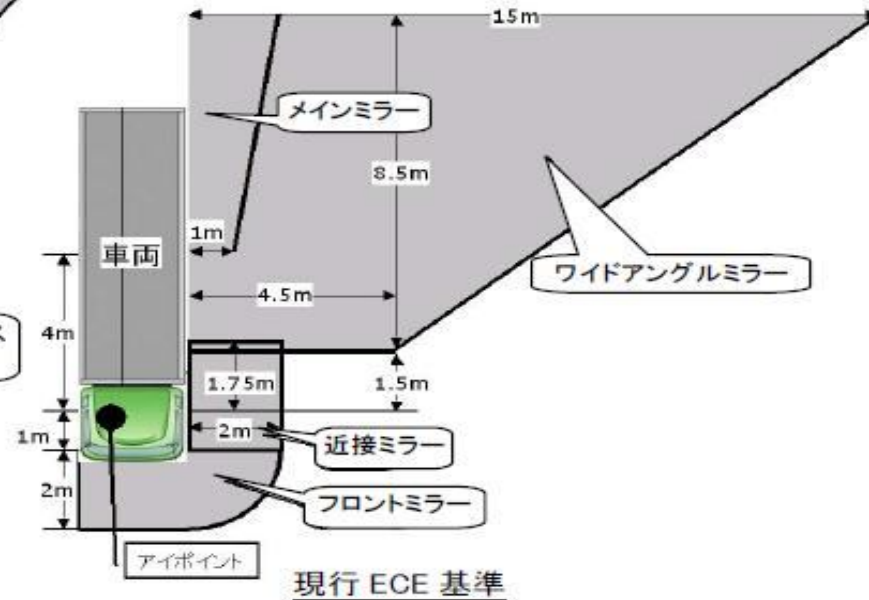 15m
メインミラー
8.5m
1m
車両
ワイドアングルミラー
4.5m
ス
4m
1.75m
1.5m
2m
1m
近接ミラー
2m
フロントミラー
アイポイント
現行 ECE 基準